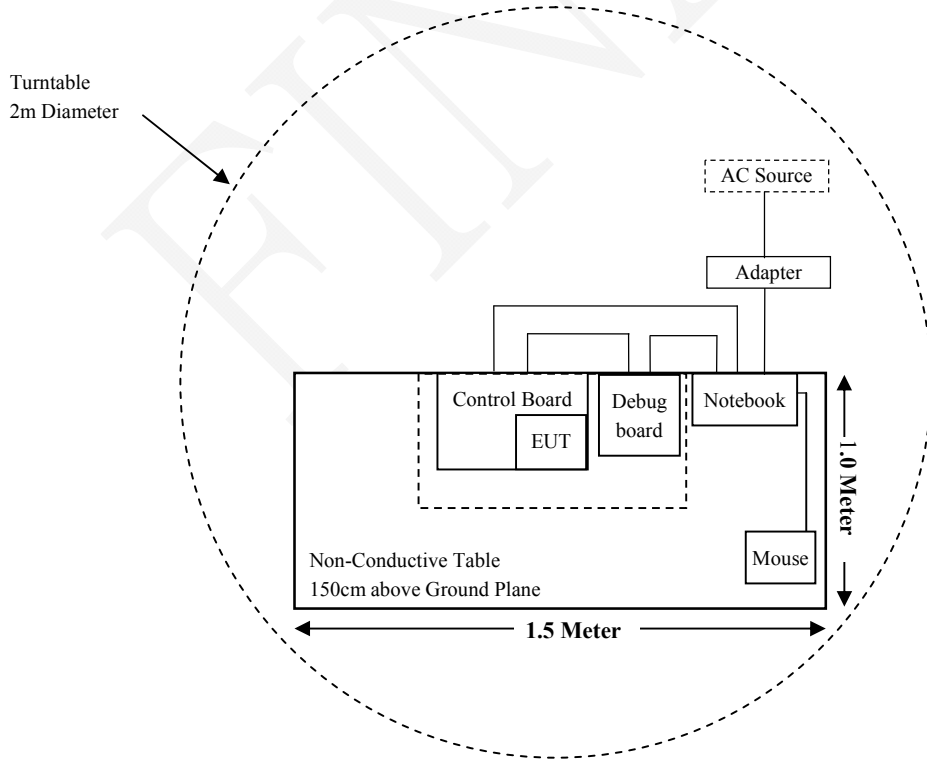 Turntable
2m Diameter
AC Source
Adapter
Control Board
EUT
Debug
board
Notebook
1.0 Meter
Mouse
Non-Conductive Table
150cm above Ground Plane
1.5 Meter